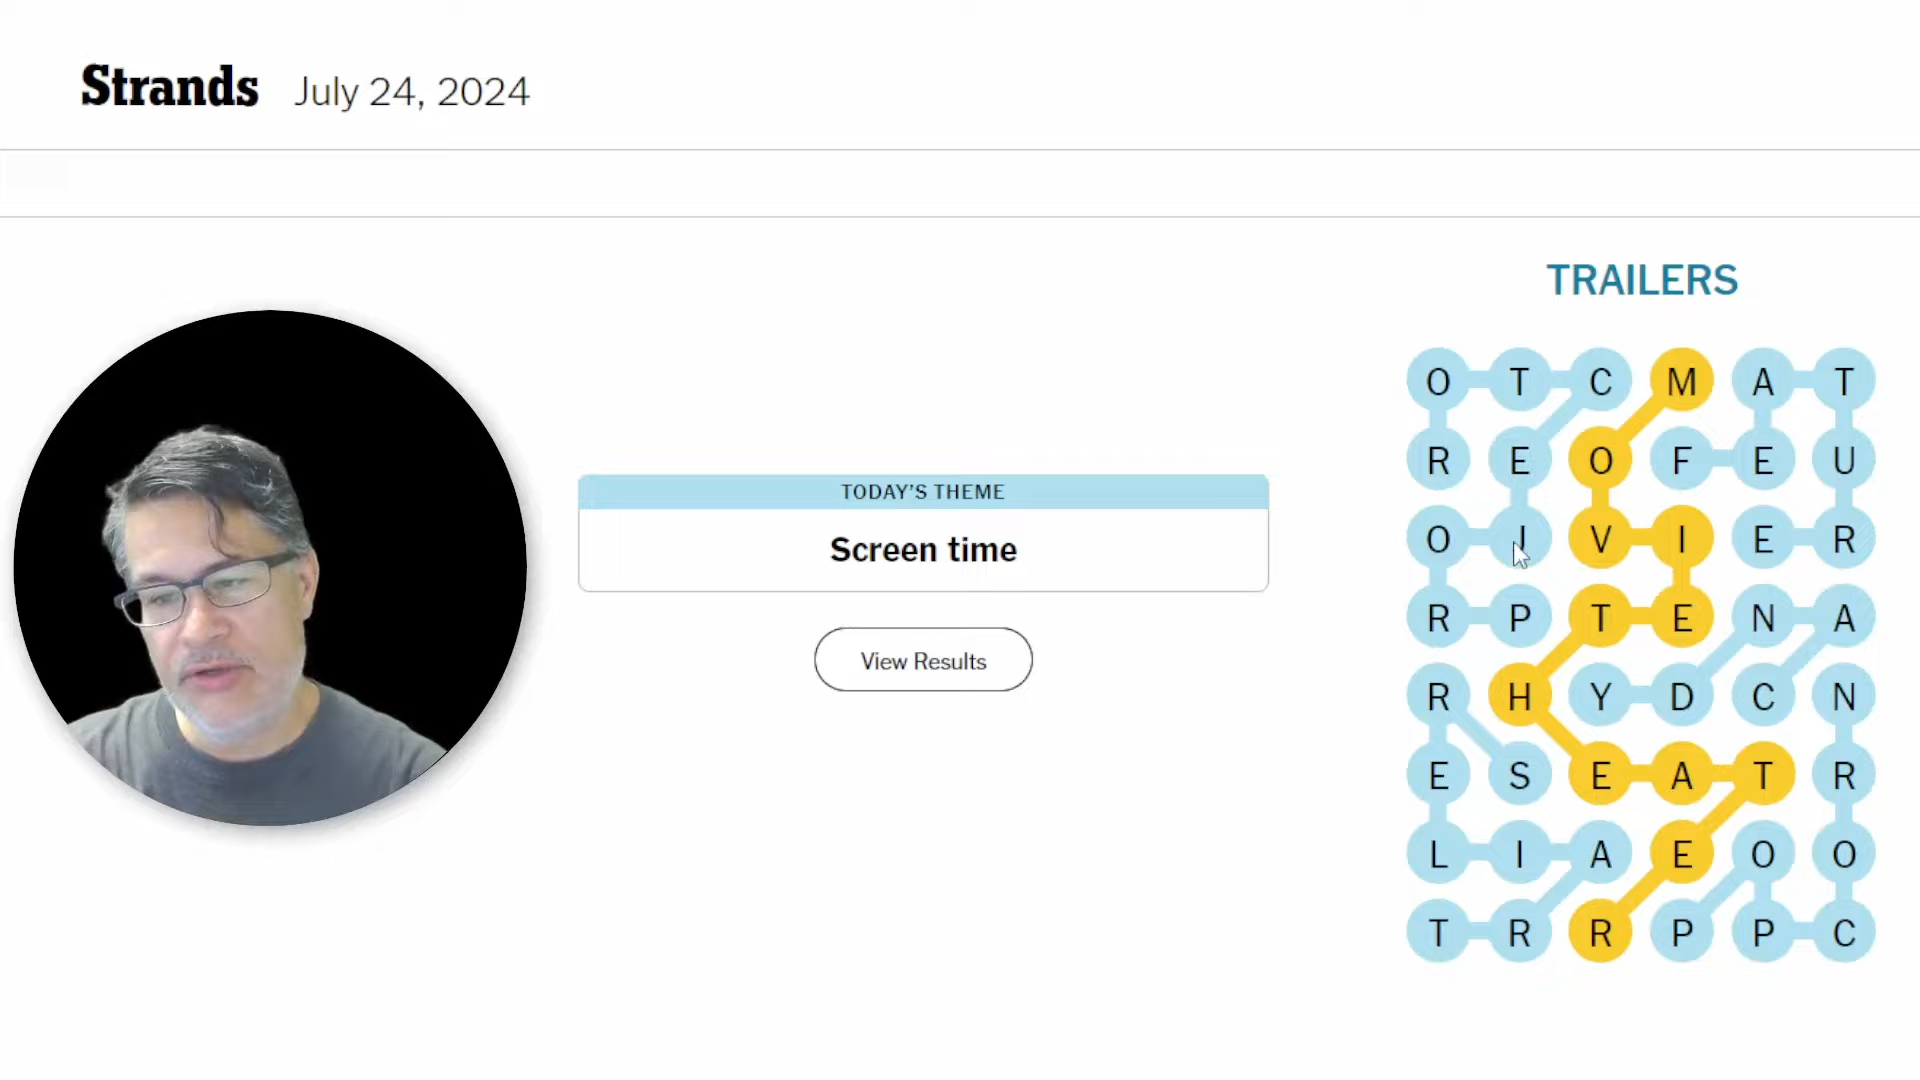 Strands July 24, 2024
TODAY'S THEME
Screen time
View Results
TRAILERS
O T C M A T
R E O F E U
O J V I E R
R P T E N A
R H Y D C N
E S E A T R
L I A E O O
T R R P P C